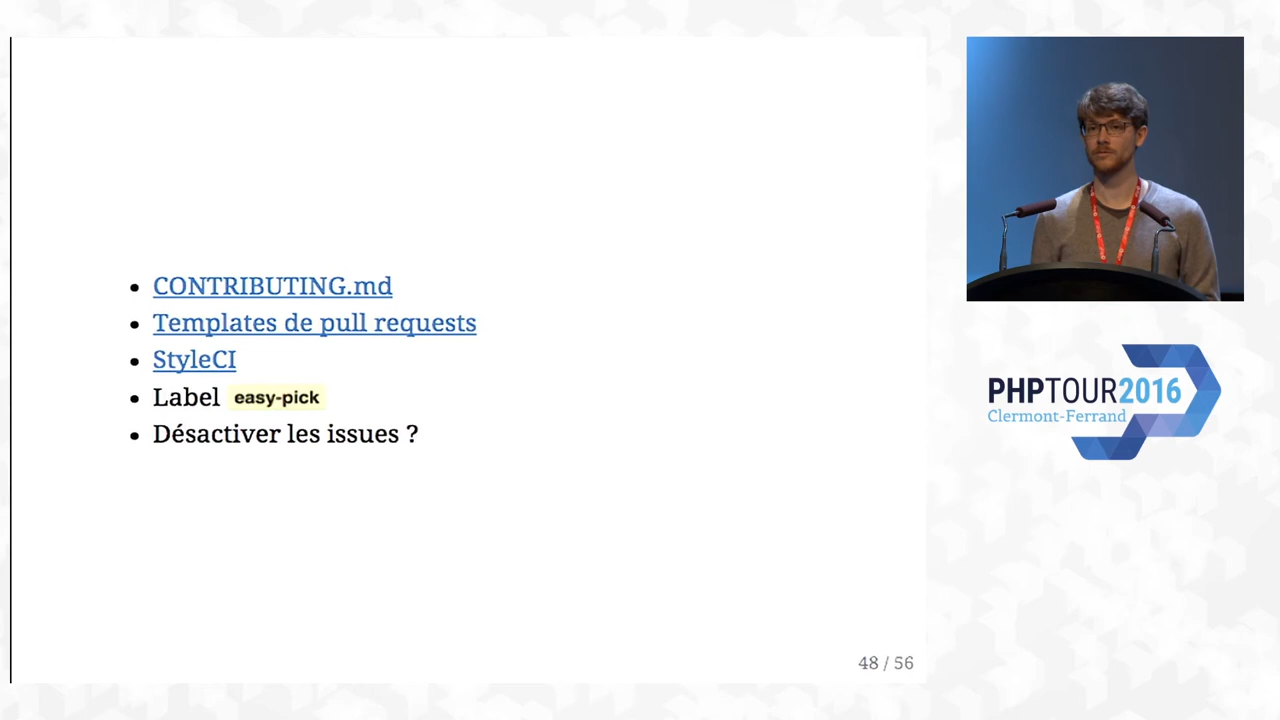 CONTRIBUTING.md
Templates de pull requests
StyleCI
Label easy-pick
Désactiver les issues ?
48 / 56
PHPTOUR2016
Clermont-Ferrand